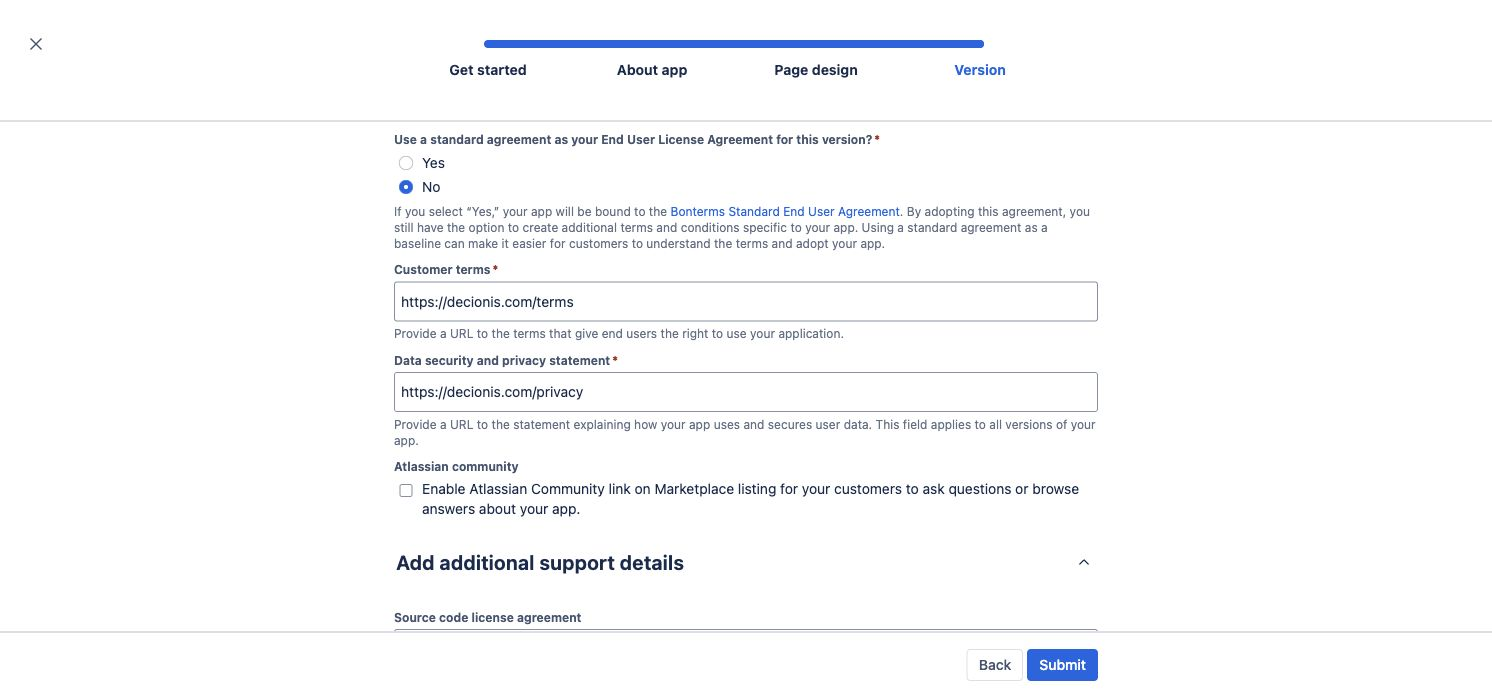 Get started
About app
Page design
Version
Use a standard agreement as your End User License Agreement for this version?*
Yes
No
If you select “Yes,” your app will be bound to the Bonterms Standard End User Agreement. By adopting this agreement, you
still have the option to create additional terms and conditions specific to your app. Using a standard agreement as a
baseline can make it easier for customers to understand the terms and adopt your app.
Customer terms*
https://decionis.com/terms
Provide a URL to the terms that give end users the right to use your application.
Data security and privacy statement*
https://decionis.com/privacy
Provide a URL to the statement explaining how your app uses and secures user data. This field applies to all versions of your
app.
Atlassian community
Enable Atlassian Community link on Marketplace listing for your customers to ask questions or browse
answers about your app.
Add additional support details
Source code license agreement
Back
Submit